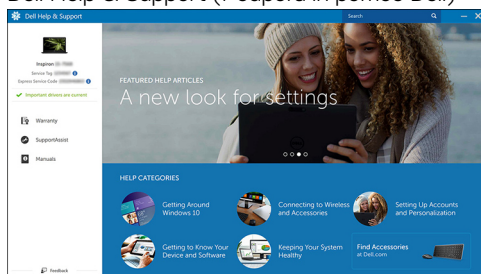 Dell Help & Support
Search
Inspiron
Service Tag
Express Service Code
Important drivers are current
Warranty
SupportAssist
Manuals
Feedback
FEATURED HELP ARTICLES
A new look for settings
HELP CATEGORIES
Getting Around
Windows 10
Connecting to Wireless
and Accessories
Setting Up Accounts
and Personalization
Getting to Know Your
Device and Software
Keeping Your System
Healthy
Find Accessories
at Dell.com